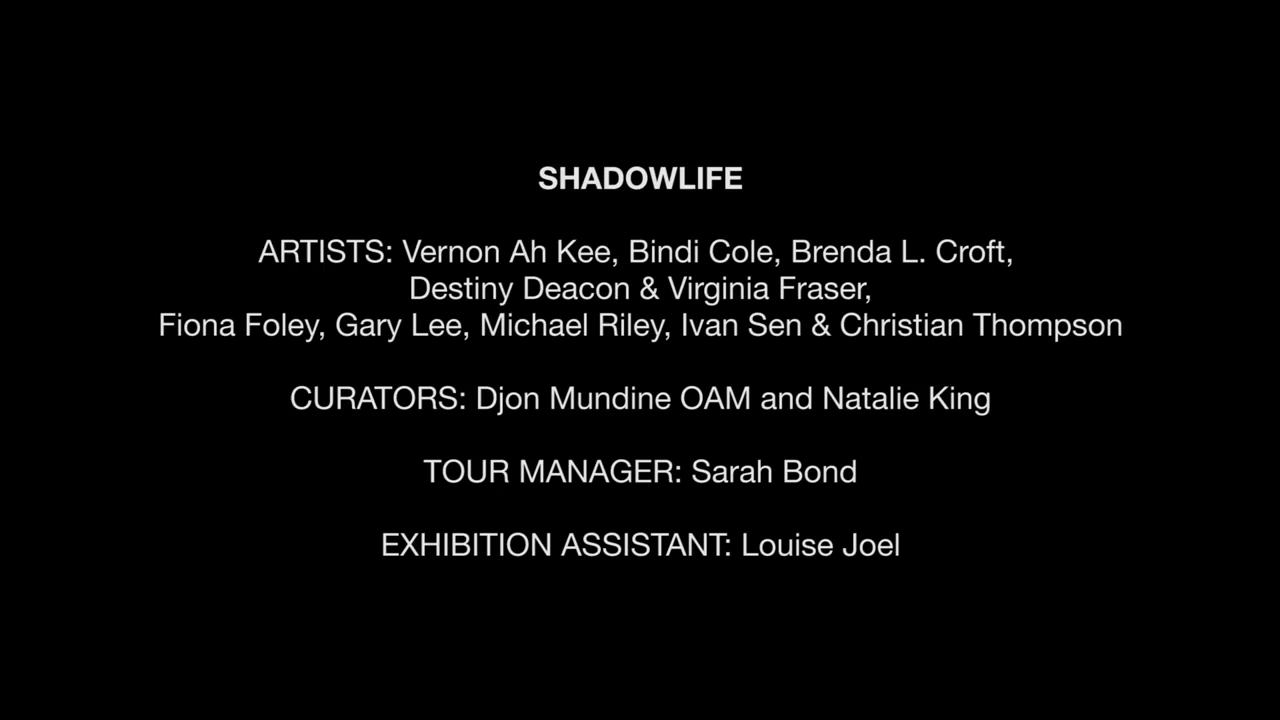 SHADOWLIFE
ARTISTS: Vernon Ah Kee, Bindi Cole, Brenda L. Croft,
Destiny Deacon & Virginia Fraser,
Fiona Foley, Gary Lee, Michael Riley, Ivan Sen & Christian Thompson
CURATORS: Djon Mundine OAM and Natalie King
TOUR MANAGER: Sarah Bond
EXHIBITION ASSISTANT: Louise Joel